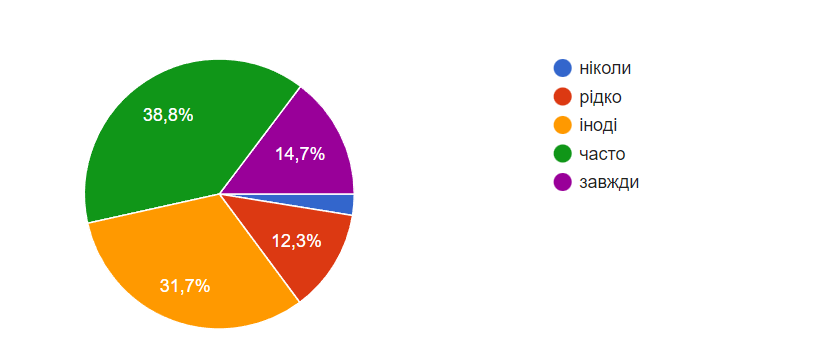 38,8%
14,7%
12,3%
31,7%
ніколи
рідко
іноді
часто
завжди